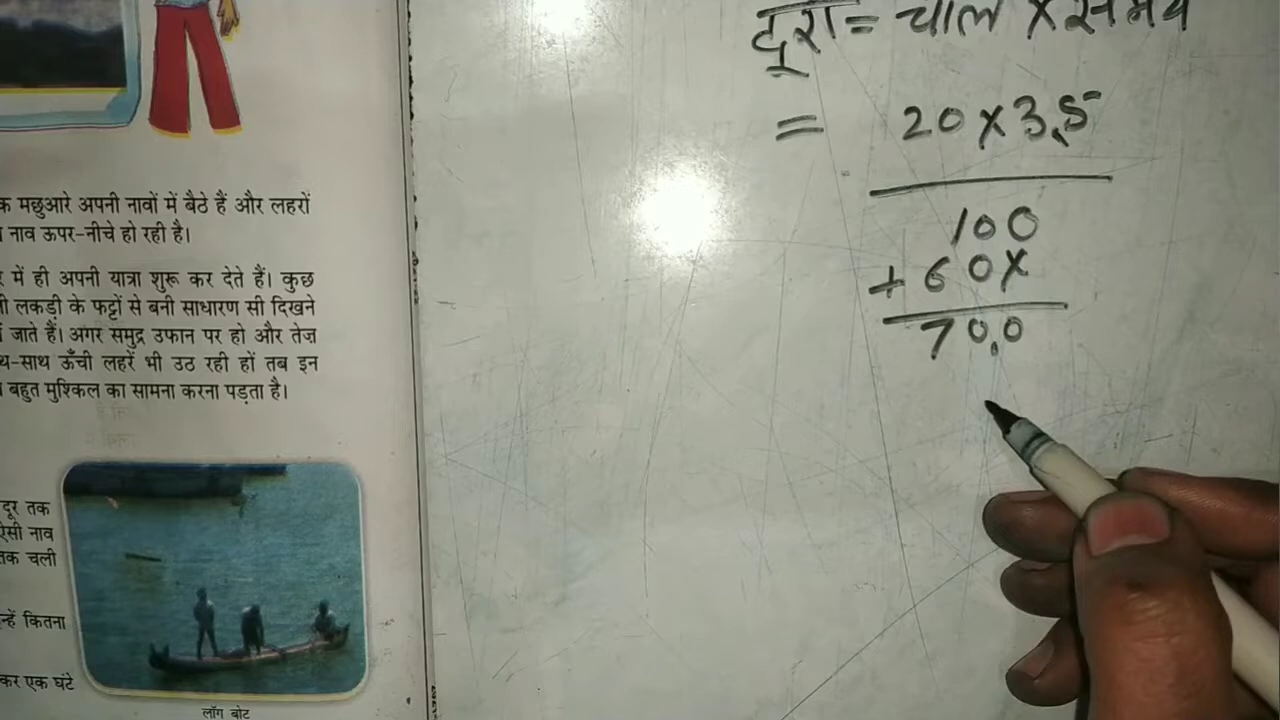 दूरी = चाल × समय
= 20 × 3.5
100
+ 60×
70.0
क मछुआरे अपनी नावों में बैठे हैं और लहरों
नाव ऊपर-नीचे हो रही है।
में ही अपनी यात्रा शुरू कर देते हैं। कुछ
लकड़ी के फट्टों से बनी साधारण सी दिखने
जाते हैं। अगर समुद्र उफान पर हो और तेज
थ-साथ ऊँची लहरें भी उठ रही हों तब इन
बहुत मुश्किल का सामना करना पड़ता है।
दूर तक
ऐसी नाव
तक चली
न्हें कितना
कर एक घंटे
लॉग बोट